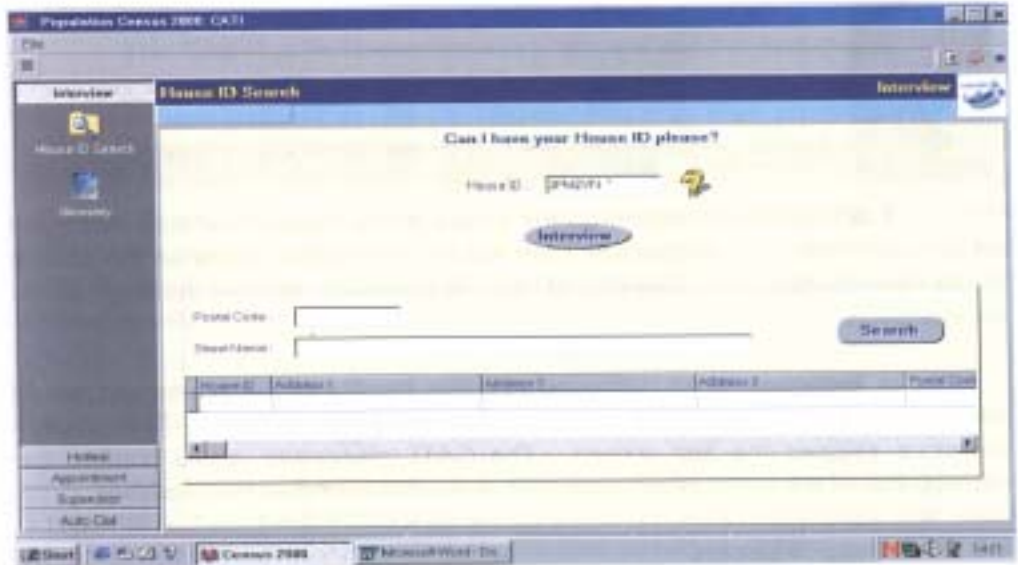 Population Census 2000: CATI
File
Interview
House ID Search
Interview
House ID Search
Can I have your House ID please?
House ID :
Interview
Postal Code :
Street Name :
Search
House ID Address 1 Address 2 Address 3 Postal Code
Hotline
Appointment
Supervisor
Auto Dial
Start
Census 2000
Microsoft Word - Do...